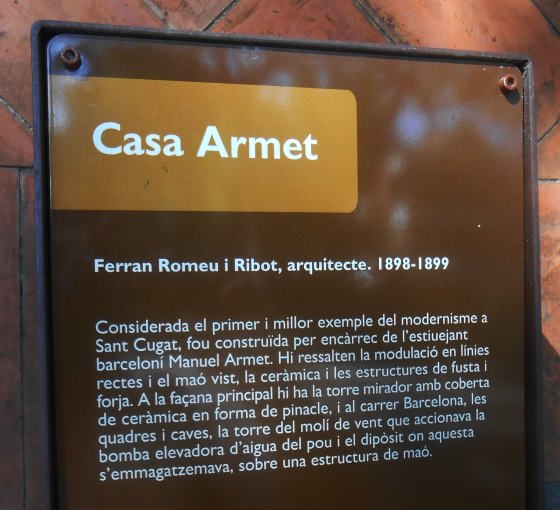 Casa Armet
Ferran Romeu i Ribot, arquitecte. 1898-1899
Considerada el primer i millor exemple del modernisme a
Sant Cugat, fou construïda per encàrrec de l'estiuejant
barceloní Manuel Armet. Hi ressalten la modulació en línies
rectes i el maó vist, la ceràmica i les estructures de fusta i
forja. A la façana principal hi ha la torre mirador amb coberta
de ceràmica en forma de pinacle, i al carrer Barcelona, les
quadres i caves, la torre del molí de vent que accionava la
bomba elevadora d'aigua del pou i el dipòsit on aquesta
s'emmagatzemava, sobre una estructura de maó.